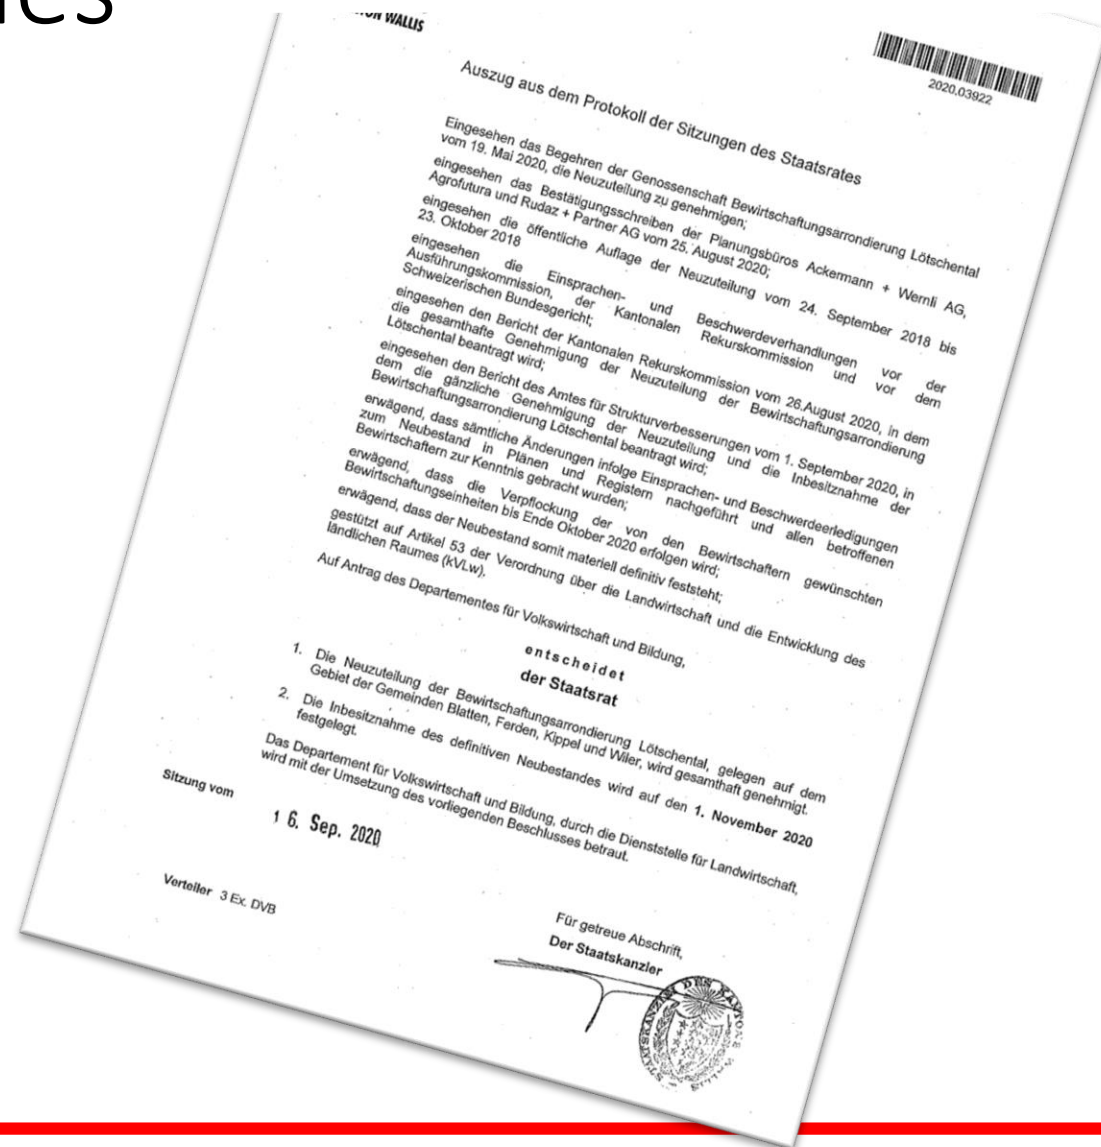 WALLIS
2020.03922
Auszug aus dem Protokoll der Sitzungen des Staatsrates
Eingesehen das Begehren der Genossenschaft Bewirtschaftungsarrondierung Lötschental
vom 19. Mai 2020, die Neuzuteilung zu genehmigen;
eingesehen das Bestätigungsschreiben der Planungsbüros Ackermann + Wernli AG,
Agrofutura und Rudaz + Partner AG vom 25. August 2020;
eingesehen die öffentliche Auflage der Neuzuteilung vom 24. September 2018 bis
23. Oktober 2018
eingesehen die Einsprachen- und Beschwerdeverhandlungen vor der
Ausführungskommission, der Kantonalen Rekurskommission und vor dem
Schweizerischen Bundesgericht;
eingesehen den Bericht der Kantonalen Rekurskommission vom 26.August 2020, in dem
die gesamthafte Genehmigung der Neuzuteilung der Bewirtschaftungsarrondierung
Lötschental beantragt wird;
eingesehen den Bericht des Amtes für Strukturverbesserungen vom 1. September 2020, in
dem die gänzliche Genehmigung der Neuzuteilung und die Inbesitznahme der
Bewirtschaftungsarrondierung Lötschental beantragt wird;
erwägend, dass sämtliche Änderungen infolge Einsprachen- und Beschwerdeerledigungen
zum Neubestand in Plänen und Registern nachgeführt und allen betroffenen
Bewirtschaftern zur Kenntnis gebracht wurden;
erwägend, dass die Verpflockung der von den Bewirtschaftern gewünschten
Bewirtschaftungseinheiten bis Ende Oktober 2020 erfolgen wird;
erwägend, dass der Neubestand somit materiell definitiv feststeht;
gestützt auf Artikel 53 der Verordnung über die Landwirtschaft und die Entwicklung des
ländlichen Raumes (kVLw),
Auf Antrag des Departementes für Volkswirtschaft und Bildung,
entscheidet
der Staatsrat
1. Die Neuzuteilung der Bewirtschaftungsarrondierung Lötschental, gelegen auf dem
Gebiet der Gemeinden Blatten, Ferden, Kippel und Wiler, wird gesamthaft genehmigt.
2. Die Inbesitznahme des definitiven Neubestandes wird auf den 1. November 2020
festgelegt.
Das Departement für Volkswirtschaft und Bildung, durch die Dienststelle für Landwirtschaft,
wird mit der Umsetzung des vorliegenden Beschlusses betraut.
Sitzung vom
16. Sep. 2020
Verteiler 3 Ex. DVB
Für getreue Abschrift,
Der Staatskanzler